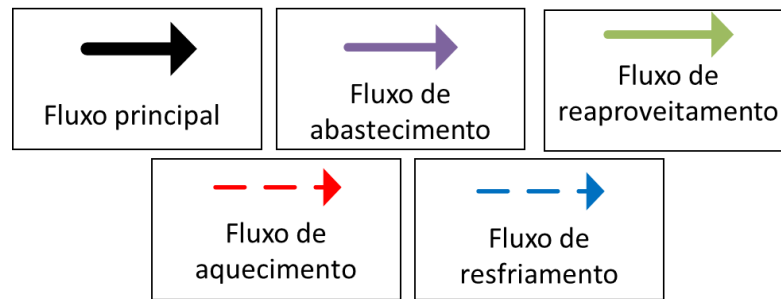 Fluxo principal
Fluxo de
abastecimento
Fluxo de
reaproveitamento
Fluxo de
aquecimento
Fluxo de
resfriamento